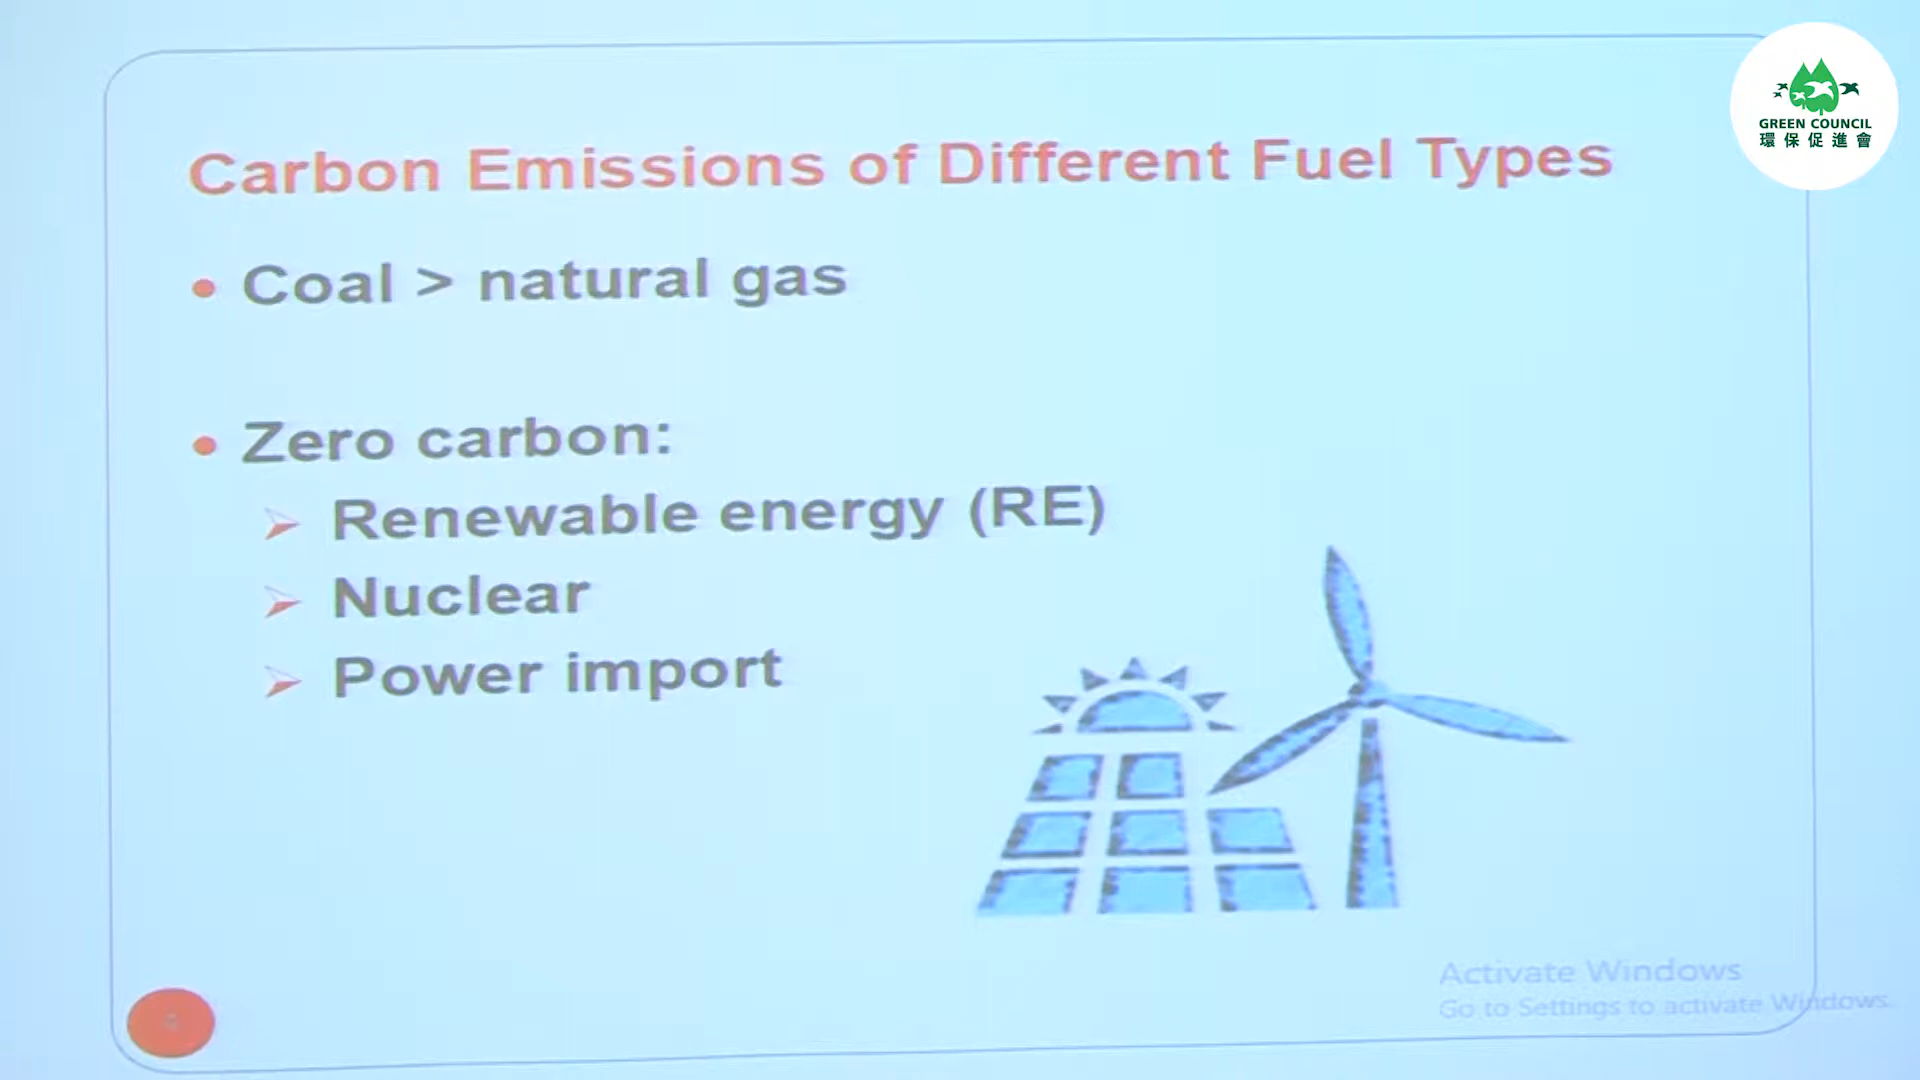 GREEN COUNCIL
環保促進會
Carbon Emissions of Different Fuel Types
Coal > natural gas
Zero carbon:
Renewable energy (RE)
Nuclear
Power import
Activate Windows
Go to Settings to activate Windows.